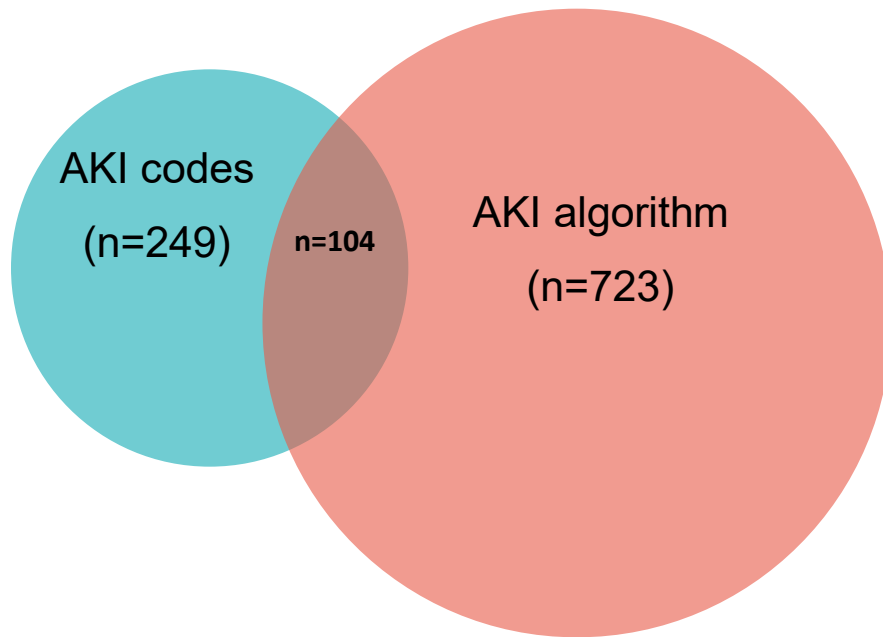 AKI codes
(n=249)
n=104
AKI algorithm
(n=723)